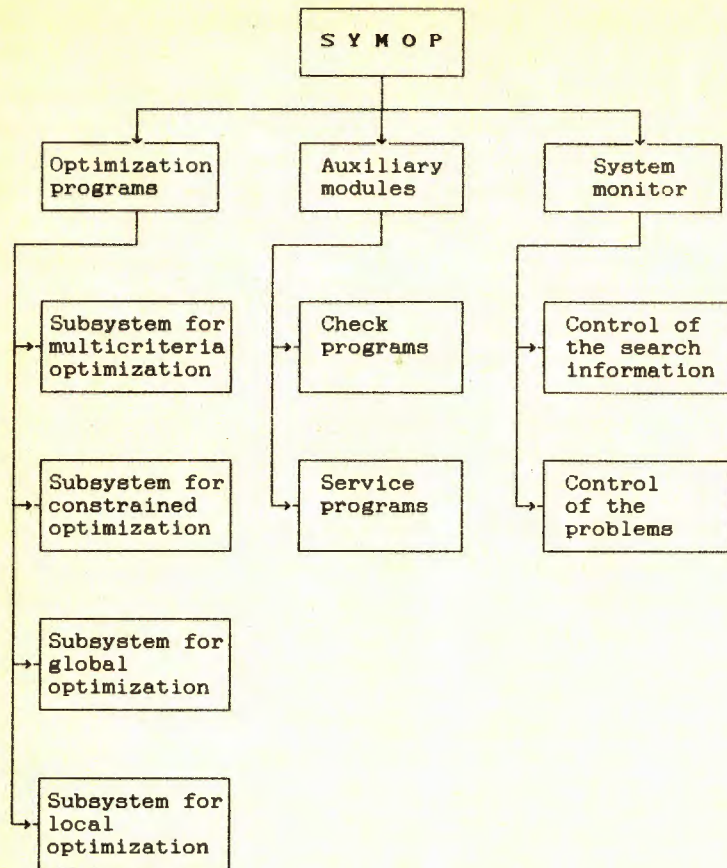 S Y M O P
Optimization
programs
Auxiliary
modules
System
monitor
Subsystem for
multicriteria
optimization
Check
programs
Control of
the search
information
Subsystem for
constrained
optimization
Service
programs
Control
of the
problems
Subsystem for
global
optimization
Subsystem for
local
optimization